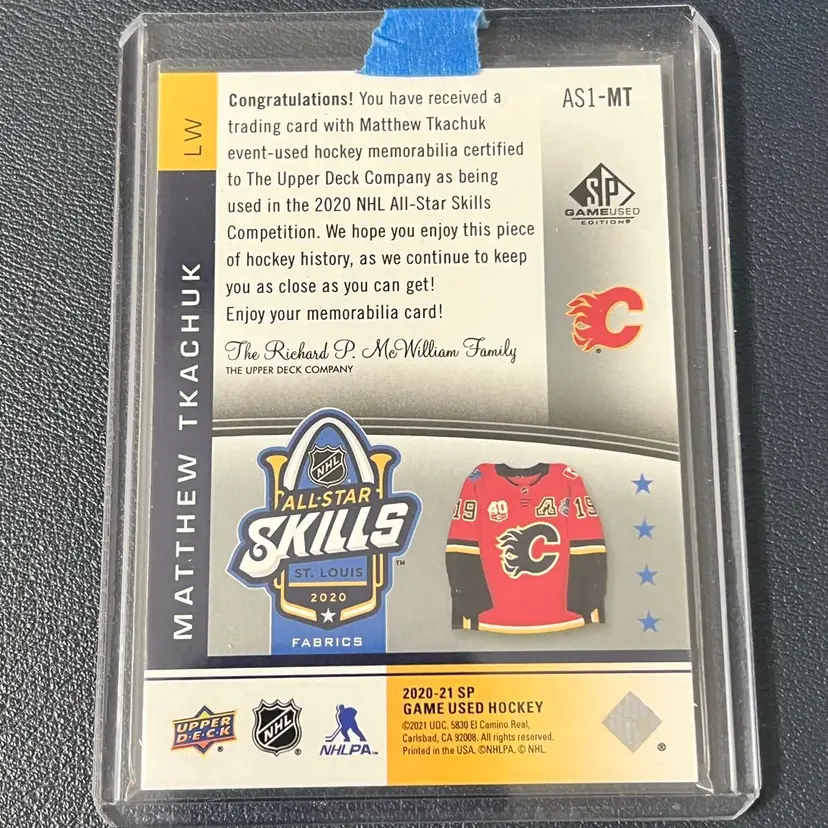 LW
MATTHEW TKACHUK
Congratulations! You have received a
trading card with Matthew Tkachuk
event-used hockey memorabilia certified
to The Upper Deck Company as being
used in the 2020 NHL All-Star Skills
Competition. We hope you enjoy this piece
of hockey history, as we continue to keep
you as close as you can get!
Enjoy your memorabilia card!
The Richard P. McWilliam Family
THE UPPER DECK COMPANY
AS1-MT
SP
GAMEUSED
EDITION®
C
®
NHL
ALL-STAR
SKILLS
TM
ST. LOUIS
2020
FABRICS
19
40
A
19
C
UPPER
DECK
®
NHL
®
NHLPA™
2020-21 SP
GAME USED HOCKEY
©2021 UDC. 5830 El Camino Real,
Carlsbad, CA 92008. All rights reserved.
Printed in the USA. ©NHLPA. © NHL.
®